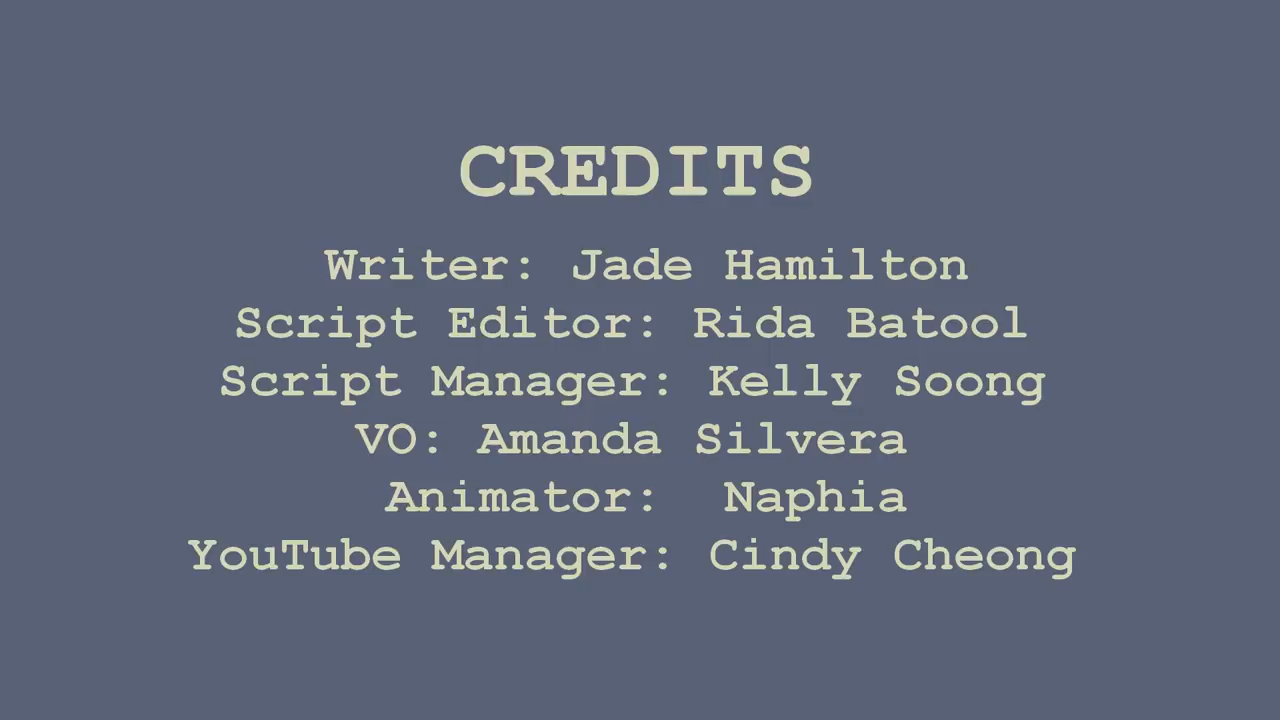 CREDITS
Writer: Jade Hamilton
Script Editor: Rida Batool
Script Manager: Kelly Soong
VO: Amanda Silvera
Animator:  Naphia
YouTube Manager: Cindy Cheong